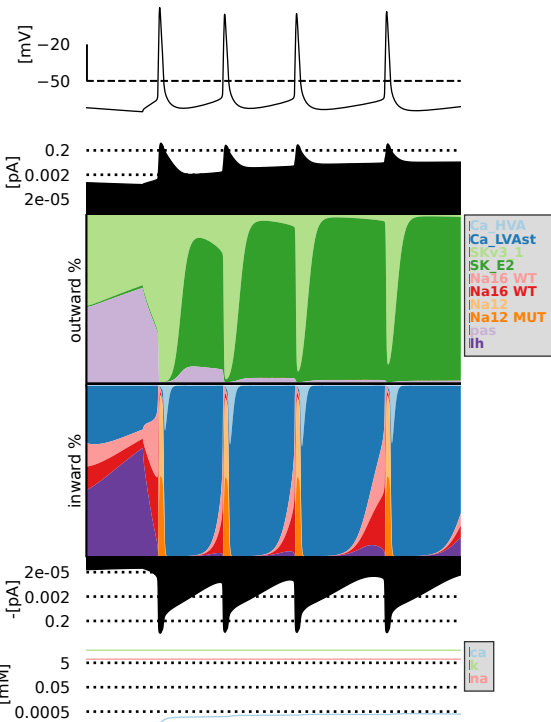 [mV]
−20
−50
[pA]
0.2
0.002
2e-05
outward %
Ca_HVA
Ca_LVAst
SKv3_1
SK_E2
Na16 WT
Na16 WT
Na12
Na12 MUT
pas
Ih
inward %
-[pA]
2e-05
0.002
0.2
[mM]
5
0.05
0.0005
ca
k
na